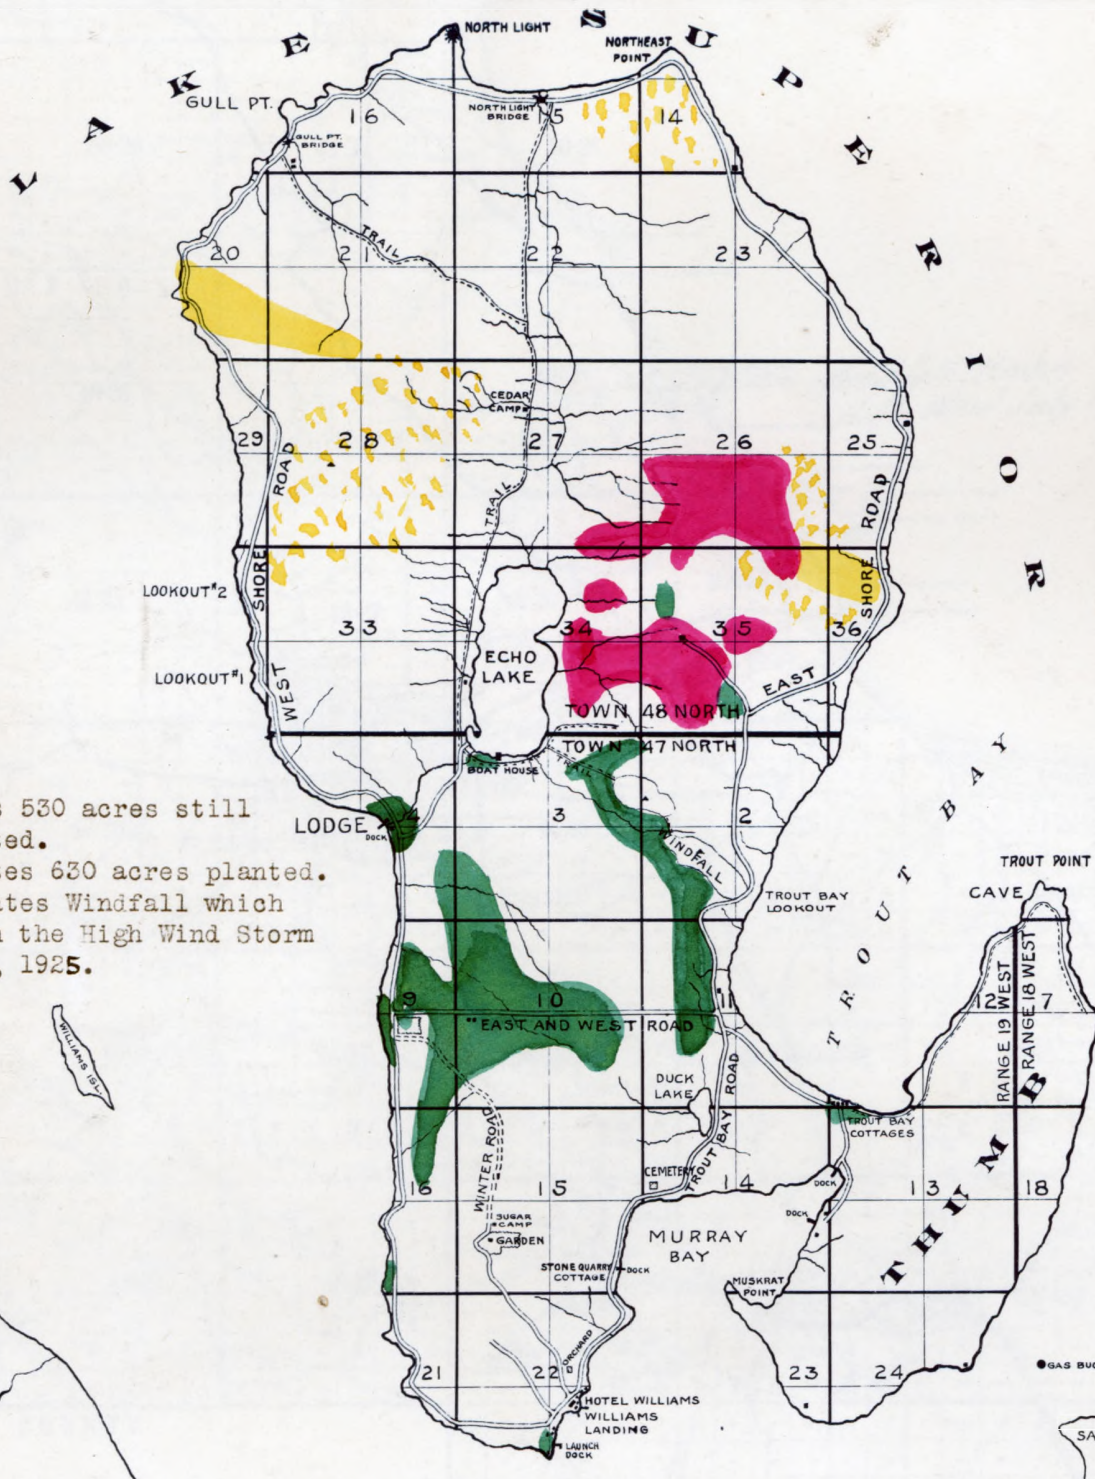 LAKE SUPERIOR
NORTH LIGHT
NORTHEAST
POINT
GULL PT.
16
NORTH LIGHT
BRIDGE
15
14
GULL PT.
BRIDGE
TRAIL
20
21
22
23
CEDAR
CAMP
29
28
27
26
25
WEST SHORE ROAD
TRAIL
EAST SHORE ROAD
LOOKOUT #2
33
34
35
36
LOOKOUT #1
ECHO
LAKE
TOWN 48 NORTH
TOWN 47 NORTH
TRAIL
BOAT HOUSE
530 acres still
LODGE
DOCK
4
3
2
WINDFALL
630 acres planted.
Windfall which
the High Wind Storm
, 1925.
TROUT BAY
LOOKOUT
TROUT BAY
TROUT POINT
CAVE
9
10
11
12
7
RANGE 19 WEST
RANGE 18 WEST
"EAST AND WEST ROAD
WILLIAMS ISL.
DUCK
LAKE
TROUT BAY ROAD
TROUT BAY
COTTAGES
THUMB
WINTER ROAD
CEMETERY
16
15
14
13
18
DOCK
DOCK
SUGAR
CAMP
GARDEN
MURRAY
BAY
STONE QUARRY
COTTAGE
DOCK
MUSKRAT
POINT
ORCHARD
21
22
23
24
GAS BUO
HOTEL WILLIAMS
WILLIAMS
LANDING
LAUNCH
DOCK
SA